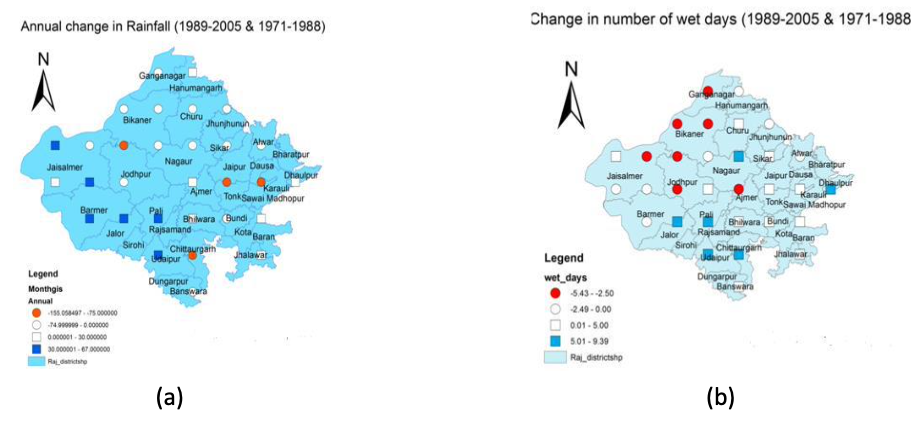 Annual change in Rainfall (1989-2005 & 1971-1988)
N
Ganganagar
Hanumangarh
Bikaner
Churu
Jhunjhunun
Nagaur
Sikar
Alwar
Bharatpur
Jaisalmer
Jodhpur
Jaipur
Dausa
Dhaulpur
Ajmer
Tonk
Karauli
Sawai Madhopur
Barmer
Pali
Jalor
Rajsamand
Bhilwara
Bundi
Kota
Baran
Sirohi
Udaipur
Chittaurgarh
Jhalawar
Dungarpur
Banswara
Legend
Monthgis
Annual
-155.058497 - -75.000000
-74.999999 - 0.000000
0.000001 - 30.000000
30.000001 - 67.000000
Raj_districtshp
(a)
Change in number of wet days (1989-2005 & 1971-1988
N
Ganganagar
Hanumangarh
Bikaner
Churu
Jhunjhunun
Nagaur
Sikar
Alwar
Bharatpur
Jaisalmer
Jodhpur
Jaipur
Dausa
Dhaulpur
Ajmer
Tonk
Karauli
Sawai Madhopur
Barmer
Pali
Jalor
Rajsamand
Bhilwara
Bundi
Kota
Baran
Sirohi
Udaipur
Chittaurgarh
Jhalawar
Dungarpur
Banswara
Legend
wet_days
-5.43 - -2.50
-2.49 - 0.00
0.01 - 5.00
5.01 - 9.39
Raj_districtshp
(b)